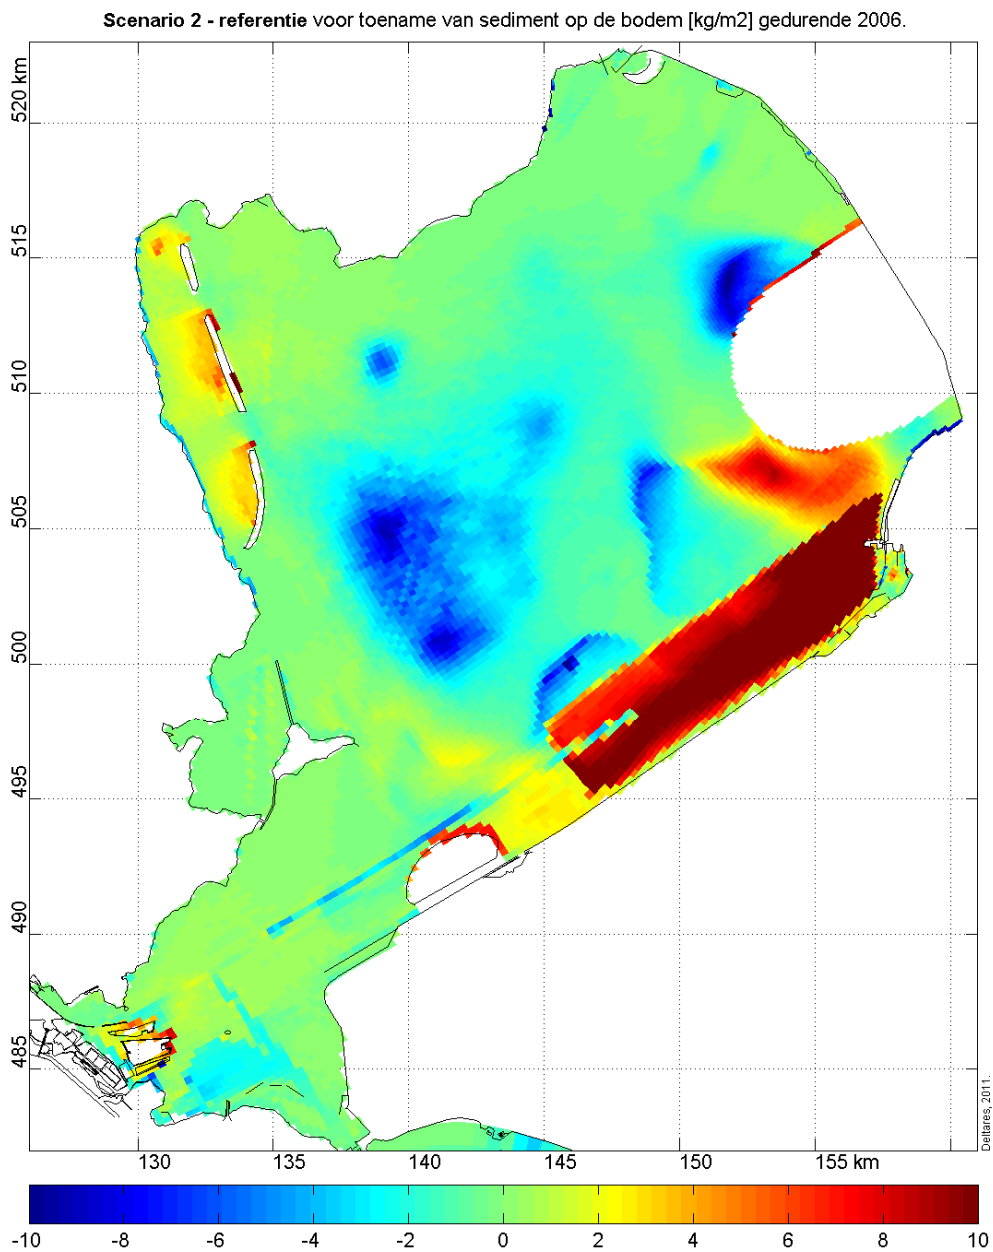 Scenario 2 - referentie voor toename van sediment op de bodem [kg/m2] gedurende 2006.
520 km
515
510
505
500
495
490
485
130 135 140 145 150 155 km
Deltares, 2011.
-10 -8 -6 -4 -2 0 2 4 6 8 10